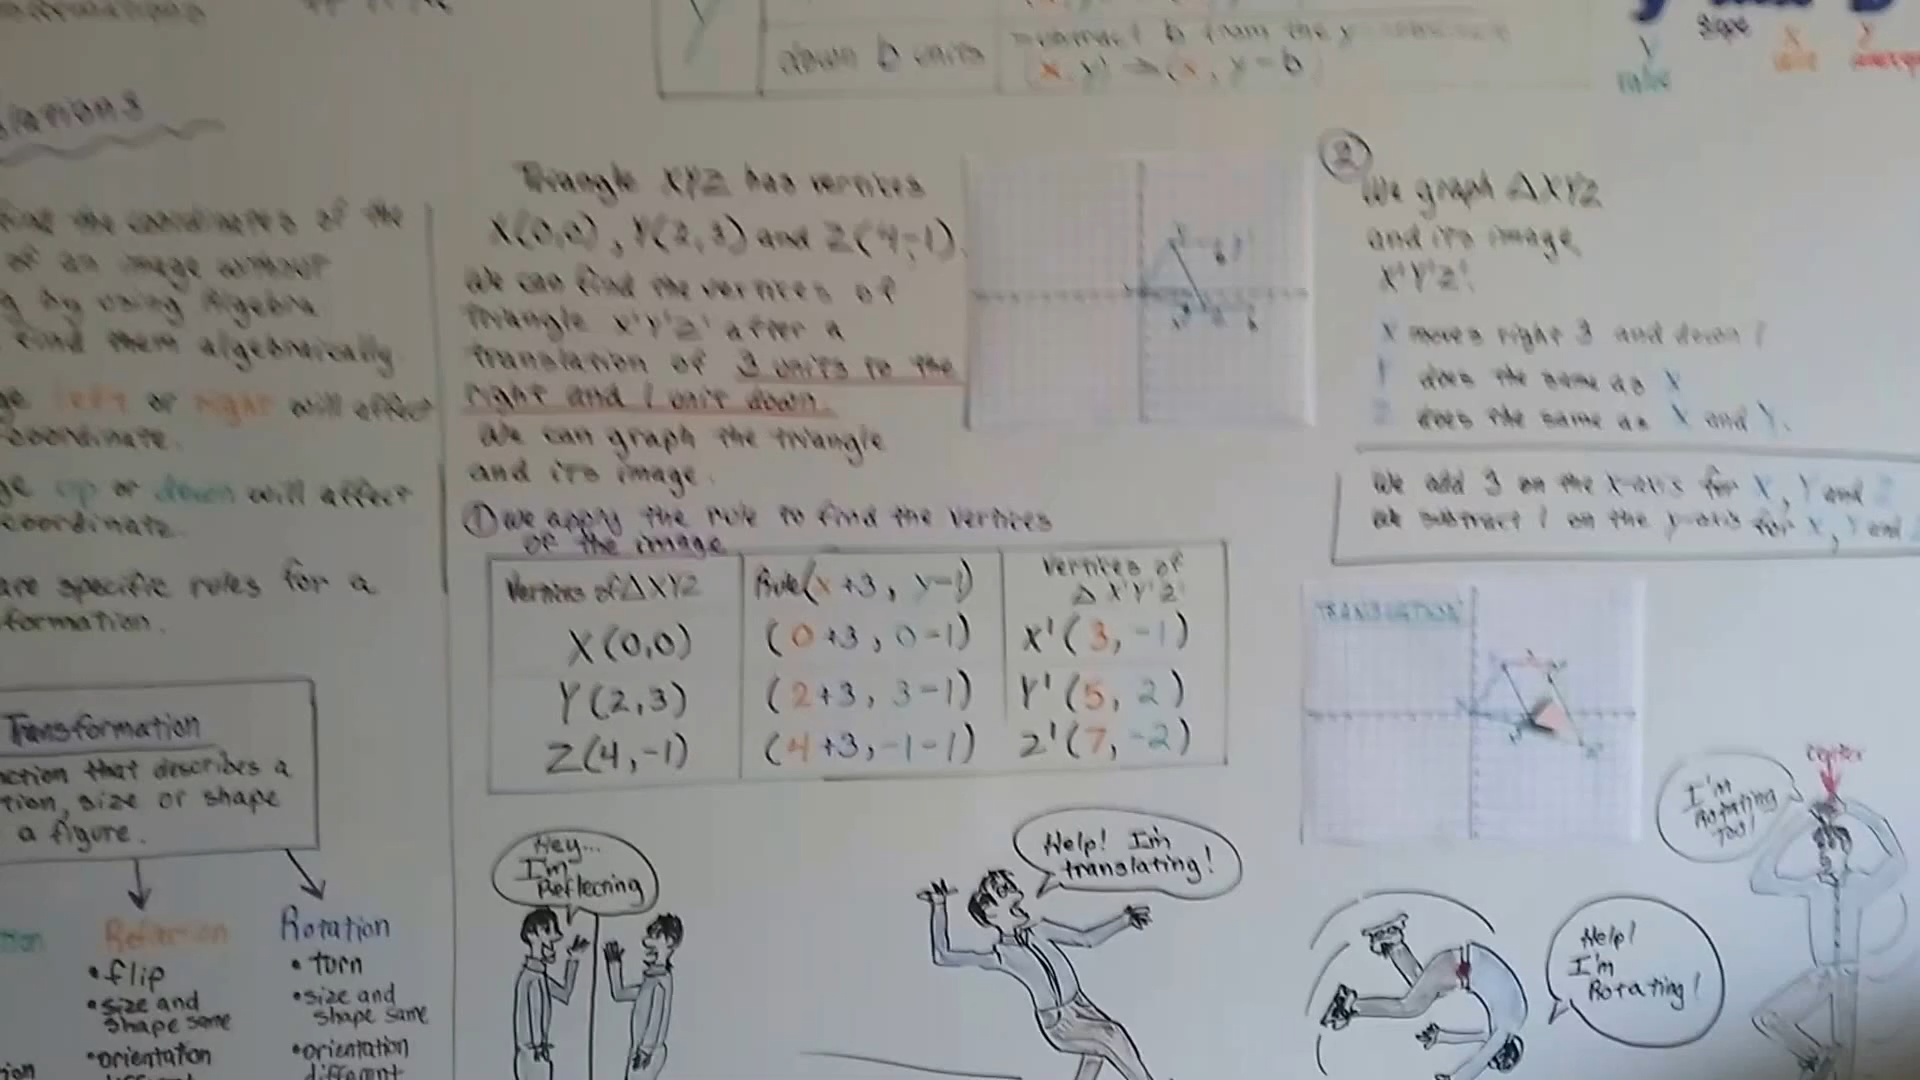 down b units
subtract b from the y
(x, y) → (x, y - b)
y
value
Slope
find the coordinates of the
of an image without
by using Algebra
find them algebraically
left or right will affect
coordinate.
up or down will affect
coordinate.
are specific rules for a
formation.
Transformation
ction that describes a
tion, size or shape
a figure.
Reflection
• flip
• size and
shape same
• orientation
Rotation
• turn
• size and
shape same
• orientation
different
Triangle XYZ has vertices
X(0,0), Y(2,3) and Z(4,-1).
We can find the vertices of
triangle X'Y'Z' after a
translation of 3 units to the
right and 1 unit down.
We can graph the triangle
and its image.
① We apply the rule to find the vertices
of the image
Vertices of △XYZ
Rule(x+3, y-1)
Vertices of
△ X'Y'Z'
X(0,0)
(0+3, 0-1)
X'(3, -1)
Y(2,3)
(2+3, 3-1)
Y'(5, 2)
Z(4,-1)
(4+3, -1-1)
Z'(7, -2)
②
We graph △XYZ
and its image
X'Y'Z'.
X moves right 3 and down 1
Y does the same as X
Z does the same as X and Y.
We add 3 on the x-axis for X, Y and Z
We subtract 1 on the y-axis for X, Y and Z
TRANSLATION
Hey...
I'm
Reflecting
Help! I'm
translating!
Help!
I'm
Rotating!
I'm
Rotating
too!
center